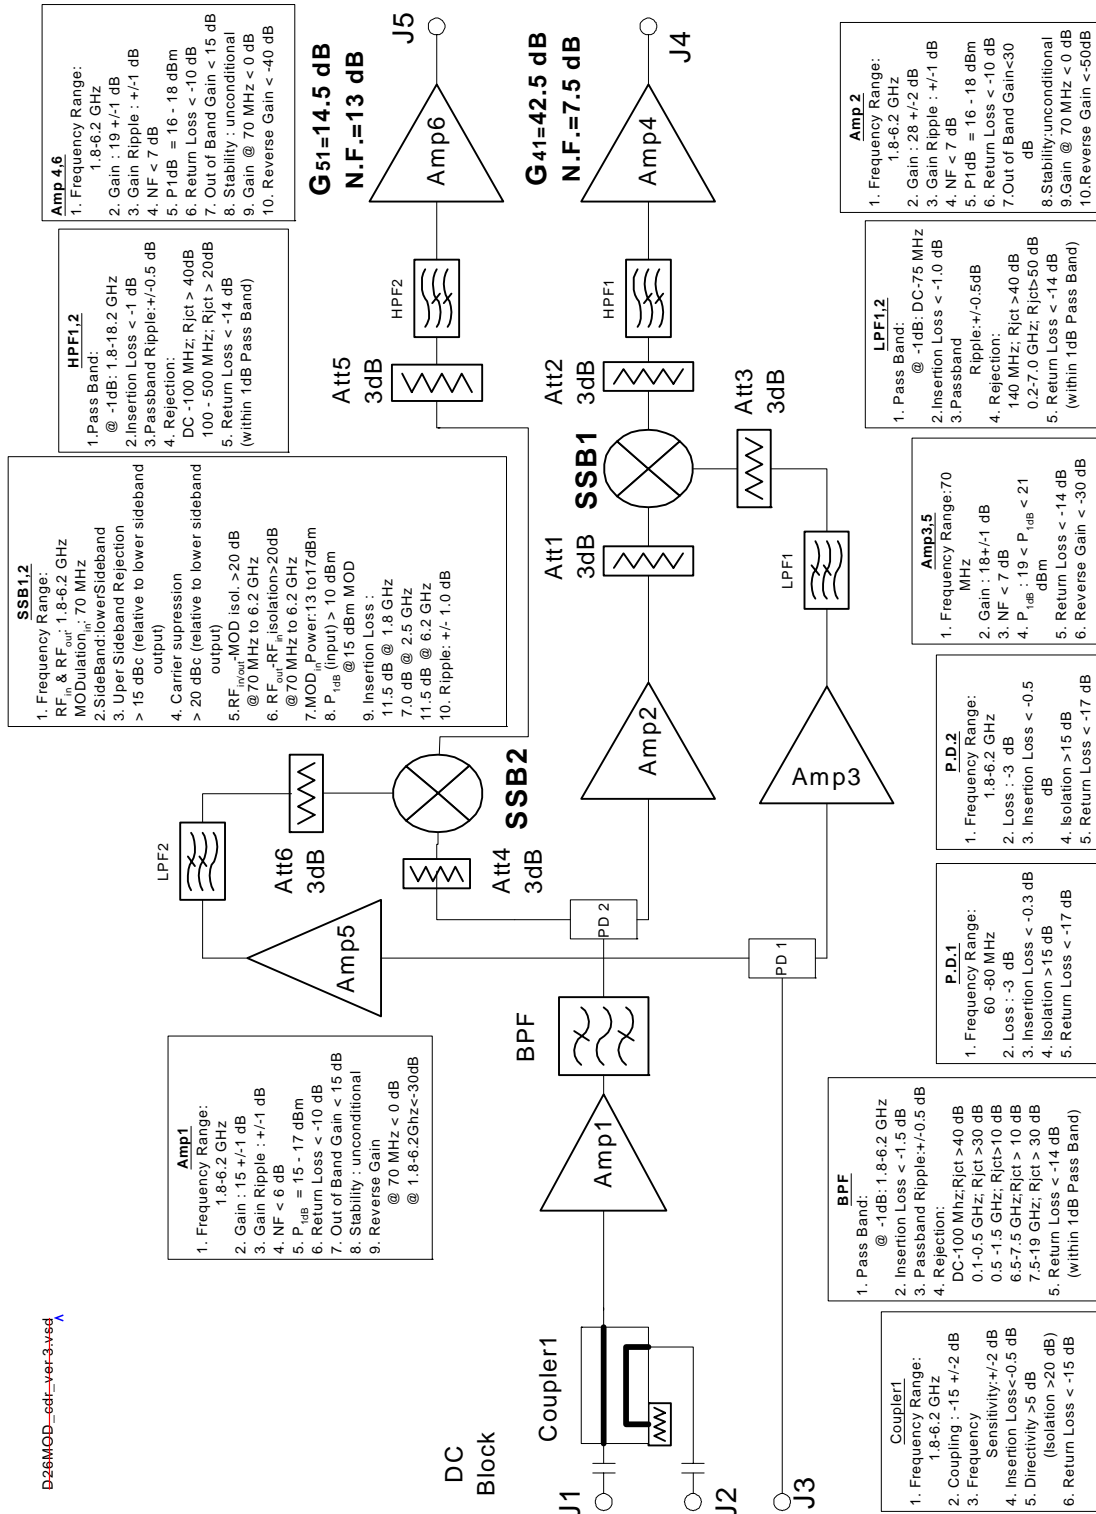 D26MOD_cdr_ver 3.vsd
Amp1
1. Frequency Range:
1.8-6.2 GHz
2. Gain : 15 +/-1 dB
3. Gain Ripple : +/-1 dB
4. NF < 6 dB
5. P1dB = 15 - 17 dBm
6. Return Loss < -10 dB
7. Out of Band Gain < 15 dB
8. Stability : unconditional
9. Reverse Gain
@ 70 MHz < 0 dB
@ 1.8-6.2Ghz<-30dB
SSB1,2
1. Frequency Range:
RFin & RFout: 1.8-6.2 GHz
MODulationin: 70 MHz
2.SideBand:lowerSideband
3. Uper Sideband Rejection
> 15 dBc (relative to lower sideband
output)
4. Carrier supression
> 20 dBc (relative to lower sideband
output)
5.RFin/out-MOD isol.>20 dB
@70 MHz to 6.2 GHz
6. RFout-RFin isolation>20dB
@70 MHz to 6.2 GHz
7.MODinPower:13 to17dBm
8. P1dB (input) > 10 dBm
@15 dBm MOD
9. Insertion Loss :
11.5 dB @ 1.8 GHz
7.0 dB @ 2.5 GHz
11.5 dB @ 6.2 GHz
10. Ripple: +/- 1.0 dB
HPF1,2
1.Pass Band:
@ -1dB: 1.8-18.2 GHz
2.Insertion Loss < -1 dB
3.Passband Ripple:+/-0.5 dB
4. Rejection:
DC -100 MHz; Rjct > 40dB
100 - 500 MHz; Rjct > 20dB
5. Return Loss < -14 dB
(within 1dB Pass Band)
Amp 4,6
1. Frequency Range:
1.8-6.2 GHz
2. Gain : 19 +/-1 dB
3. Gain Ripple : +/-1 dB
4. NF < 7 dB
5. P1dB = 16 - 18 dBm
6. Return Loss < -10 dB
7. Out of Band Gain < 15 dB
8. Stability : unconditional
9. Gain @ 70 MHz < 0 dB
10. Reverse Gain < -40 dB
LPF2
Att6
3dB
Amp5
SSB2
Att4
3dB
Att5
3dB
HPF2
Amp6
G51=14.5 dB
N.F.=13 dB
J5
DC
Block
Coupler1
J1
J2
J3
Amp1
BPF
PD 2
PD 1
Amp2
Att1
3dB
SSB1
Att2
3dB
HPF1
Amp4
G41=42.5 dB
N.F.=7.5 dB
J4
Amp3
LPF1
Att3
3dB
Coupler1
1. Frequency Range:
1.8-6.2 GHz
2. Coupling : -15 +/-2 dB
3. Frequency
Sensitivity:+/-2 dB
4. Insertion Loss<-0.5 dB
5. Directivity >5 dB
(Isolation >20 dB)
6. Return Loss < -15 dB
BPF
1. Pass Band:
@ -1dB: 1.8-6.2 GHz
2. Insertion Loss < -1.5 dB
3. Passband Ripple:+/-0.5 dB
4. Rejection:
DC-100 Mhz;Rjct >40 dB
0.1-0.5 GHz; Rjct >30 dB
0.5 -1.5 GHz; Rjct>10 dB
6.5-7.5 GHz;Rjct > 10 dB
7.5-19 GHz; Rjct > 30 dB
5. Return Loss < -14 dB
(within 1dB Pass Band)
P.D.1
1. Frequency Range:
60 -80 MHz
2. Loss : -3 dB
3. Insertion Loss < -0.3 dB
4. Isolation >15 dB
5. Return Loss < -17 dB
P.D.2
1. Frequency Range:
1.8-6.2 GHz
2. Loss : -3 dB
3. Insertion Loss < -0.5
dB
4. Isolation >15 dB
5. Return Loss < -17 dB
Amp3,5
1. Frequency Range:70
MHz
2. Gain : 18+/-1 dB
3. NF < 7 dB
4. P1dB : 19 < P1dB < 21
dBm
5. Return Loss < -14 dB
6. Reverse Gain < -30 dB
LPF1,2
1. Pass Band:
@ -1dB: DC-75 MHz
2.Insertion Loss<-1.0 dB
3.Passband
Ripple:+/-0.5dB
4. Rejection:
140 MHz; Rjct >40 dB
0.2-7.0 GHz; Rjct>50 dB
5. Return Loss < -14 dB
(within 1dB Pass Band)
Amp 2
1. Frequency Range:
1.8-6.2 GHz
2. Gain : 28 +/-2 dB
3. Gain Ripple : +/-1 dB
4. NF < 7 dB
5. P1dB = 16 - 18 dBm
6. Return Loss < -10 dB
7.Out of Band Gain<30
dB
8.Stability:unconditional
9.Gain @ 70 MHz < 0 dB
10.Reverse Gain <-50dB